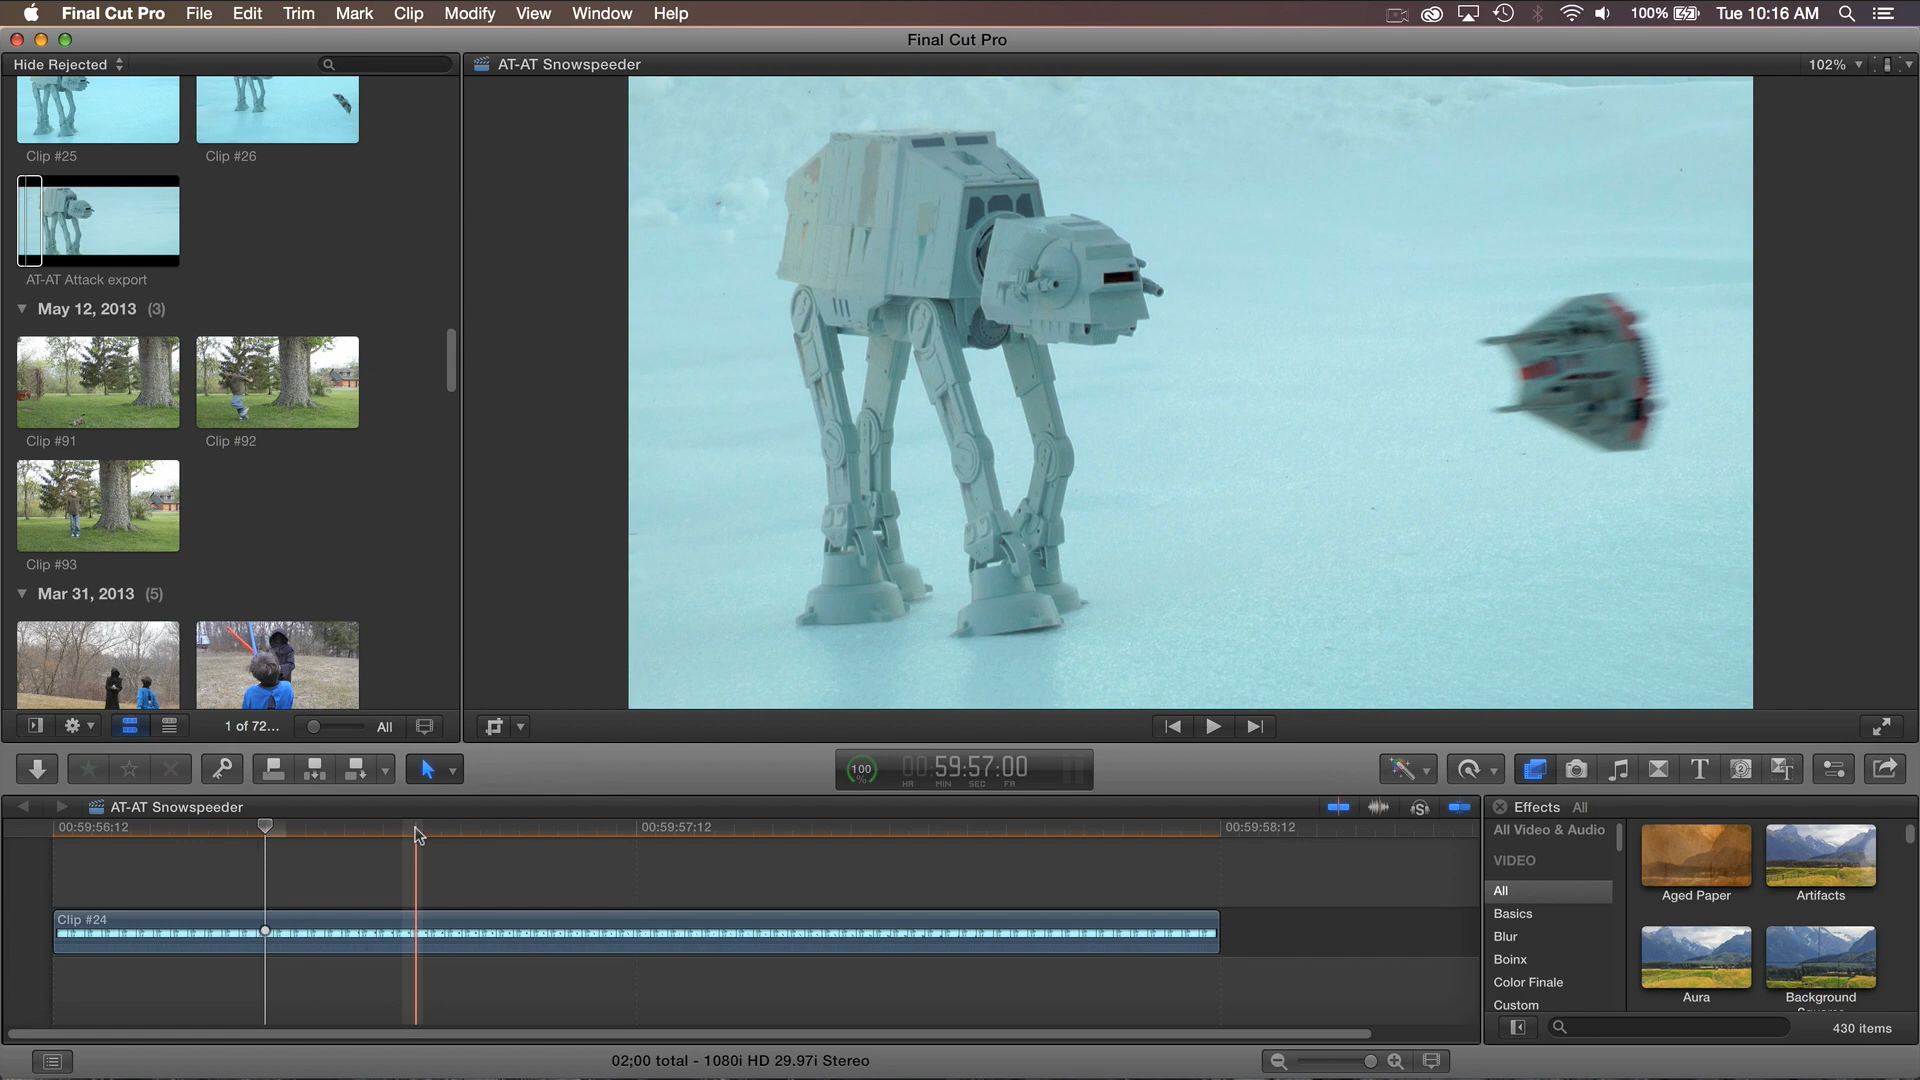 Final Cut Pro File Edit Trim Mark Clip Modify View Window Help 100% Tue 10:16 AM
Final Cut Pro
Hide Rejected
AT-AT Snowspeeder
102%
Clip #25 Clip #26
AT-AT Attack export
May 12, 2013 (3)
Clip #91 Clip #92
Clip #93
Mar 31, 2013 (5)
1 of 72... All
100 % 00:59:57:00
HR MIN SEC FR
AT-AT Snowspeeder
Effects All
00:59:56:12 00:59:57:12 00:59:58:12
All Video & Audio
VIDEO
All
Basics
Blur
Boinx
Color Finale
Custom
Aged Paper Artifacts
Aura Background
Clip #24
430 items
02;00 total - 1080i HD 29.97i Stereo